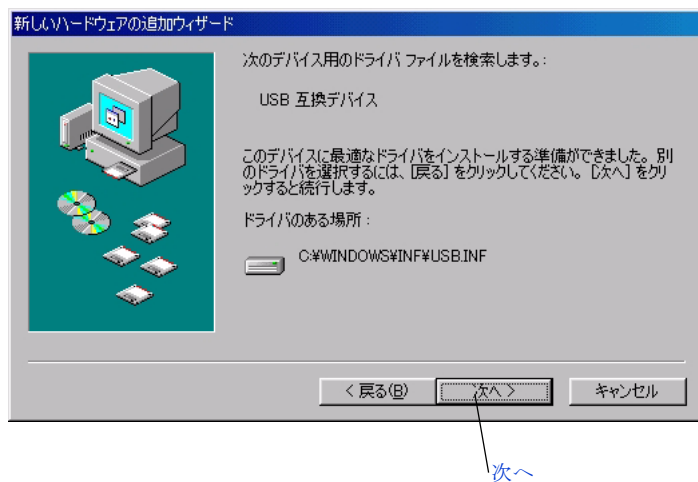 新しいハードウェアの追加ウィザード
次のデバイス用のドライバ ファイルを検索します。:
USB 互換デバイス
このデバイスに最適なドライバをインストールする準備ができました。別
のドライバを選択するには、[戻る] をクリックしてください。[次へ] をクリ
ックすると続行します。
ドライバのある場所 :
C:¥WINDOWS¥INF¥USB.INF
< 戻る(B)
次へ >
キャンセル
次へ